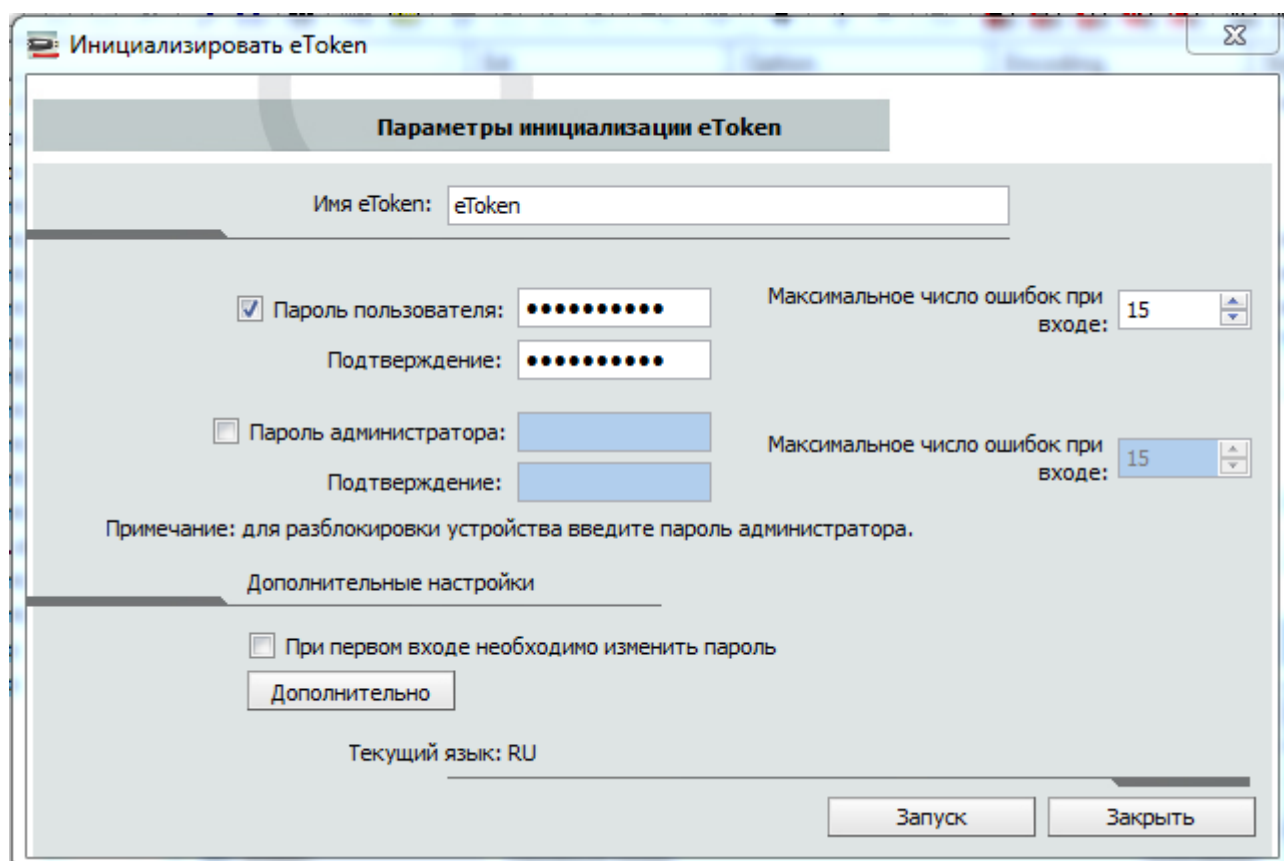 Инициализировать eToken
Параметры инициализации eToken
Имя eToken: eToken
Пароль пользователя: ••••••••••
Максимальное число ошибок при
входе: 15
Подтверждение: ••••••••••
Пароль администратора:
Максимальное число ошибок при
входе: 15
Подтверждение:
Примечание: для разблокировки устройства введите пароль администратора.
Дополнительные настройки
При первом входе необходимо изменить пароль
Дополнительно
Текущий язык: RU
Запуск Закрыть